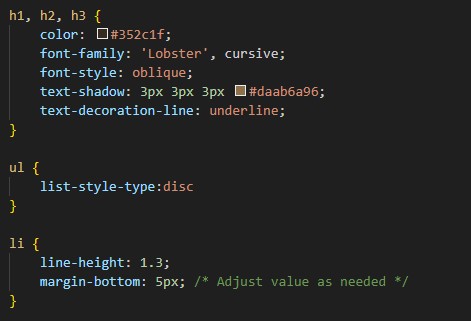 h1, h2, h3 {
    color: #352c1f;
    font-family: 'Lobster', cursive;
    font-style: oblique;
    text-shadow: 3px 3px 3px #daab6a96;
    text-decoration-line: underline;
}

ul {
    list-style-type:disc
}

li {
    line-height: 1.3;
    margin-bottom: 5px; /* Adjust value as needed */
}